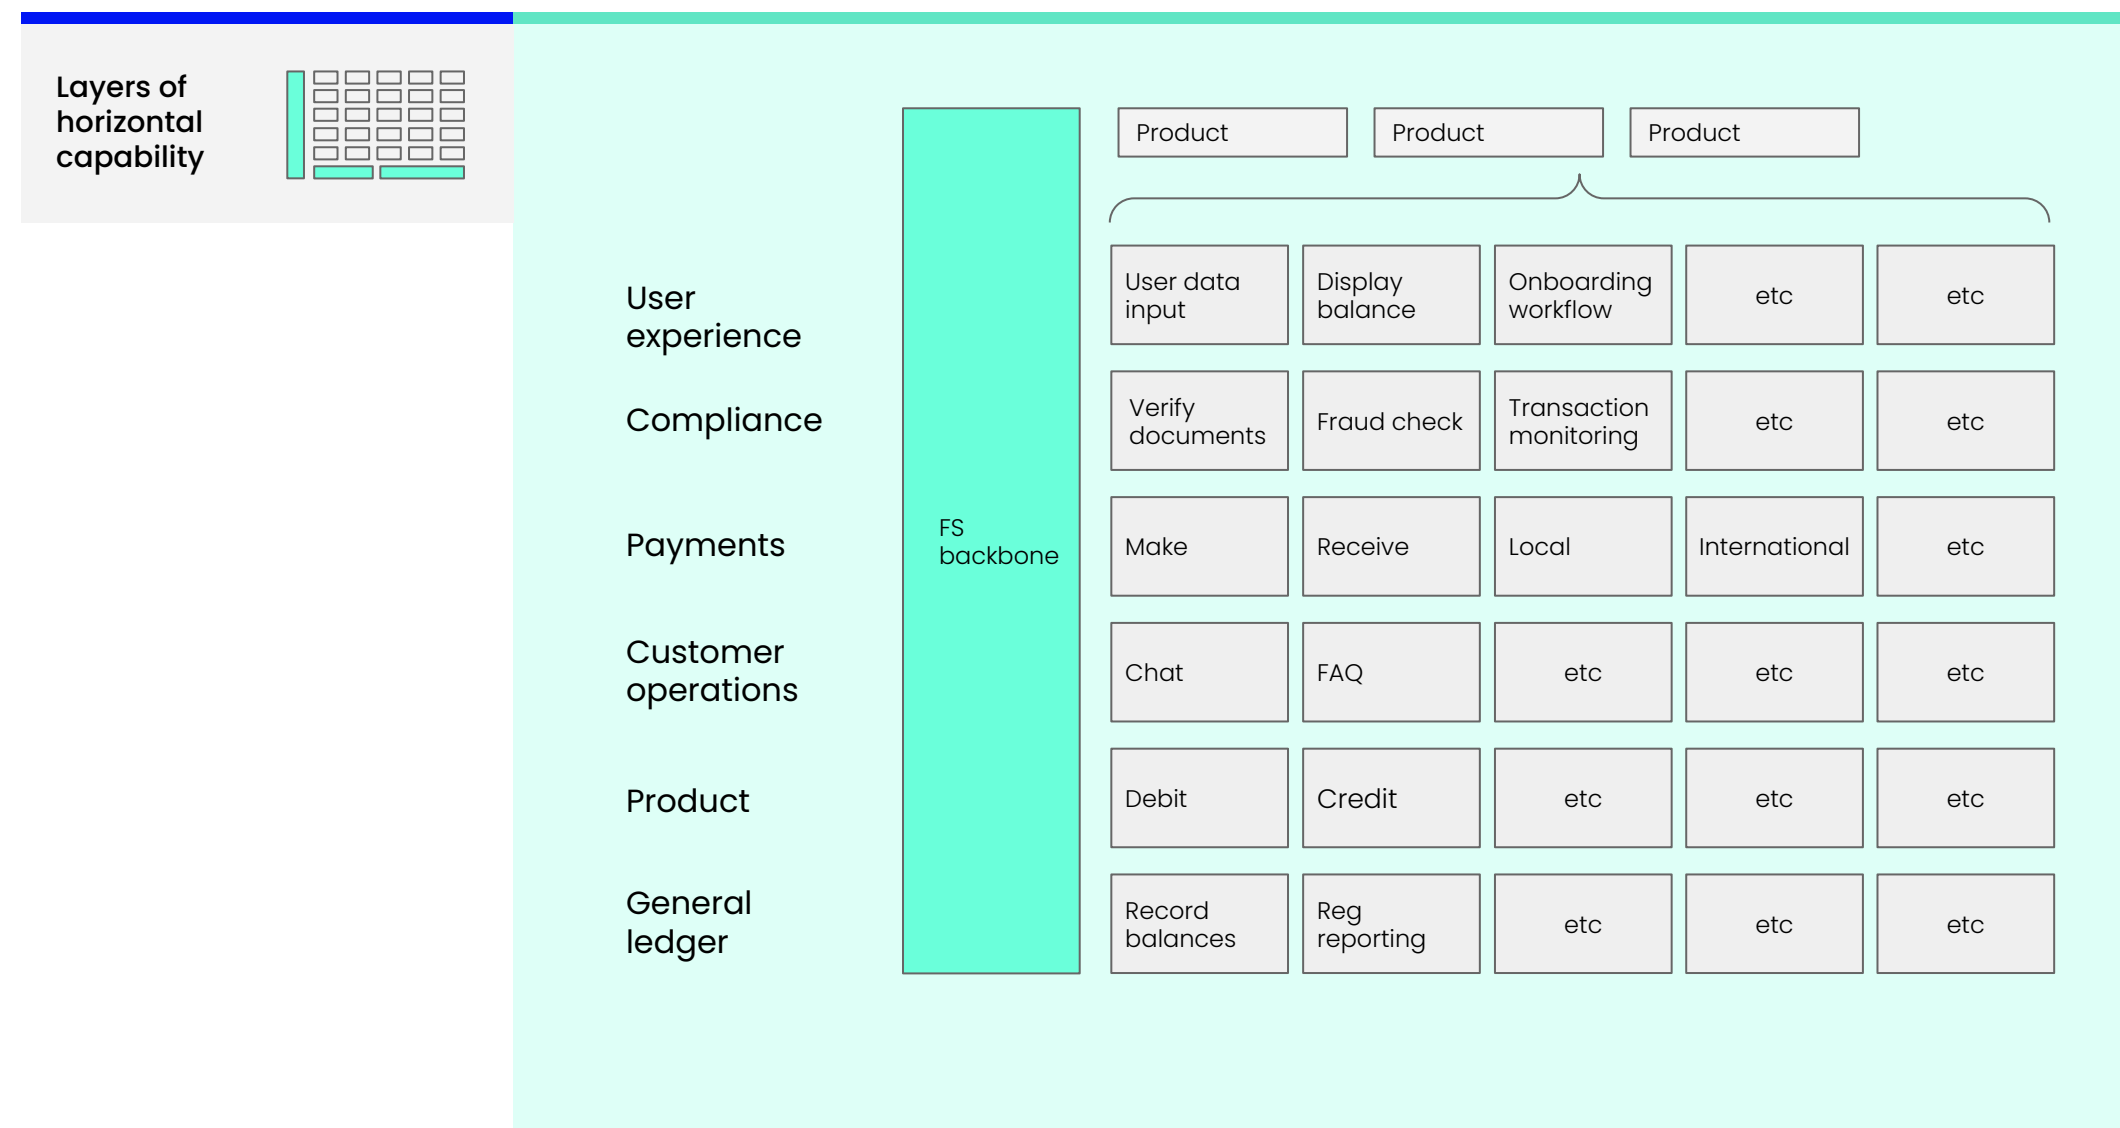 Layers of
horizontal
capability
Product
Product
Product
User
experience
User data
input
Display
balance
Onboarding
workflow
etc
etc
Compliance
Verify
documents
Fraud check
Transaction
monitoring
etc
etc
Payments
FS
backbone
Make
Receive
Local
International
etc
Customer
operations
Chat
FAQ
etc
etc
etc
Product
Debit
Credit
etc
etc
etc
General
ledger
Record
balances
Reg
reporting
etc
etc
etc